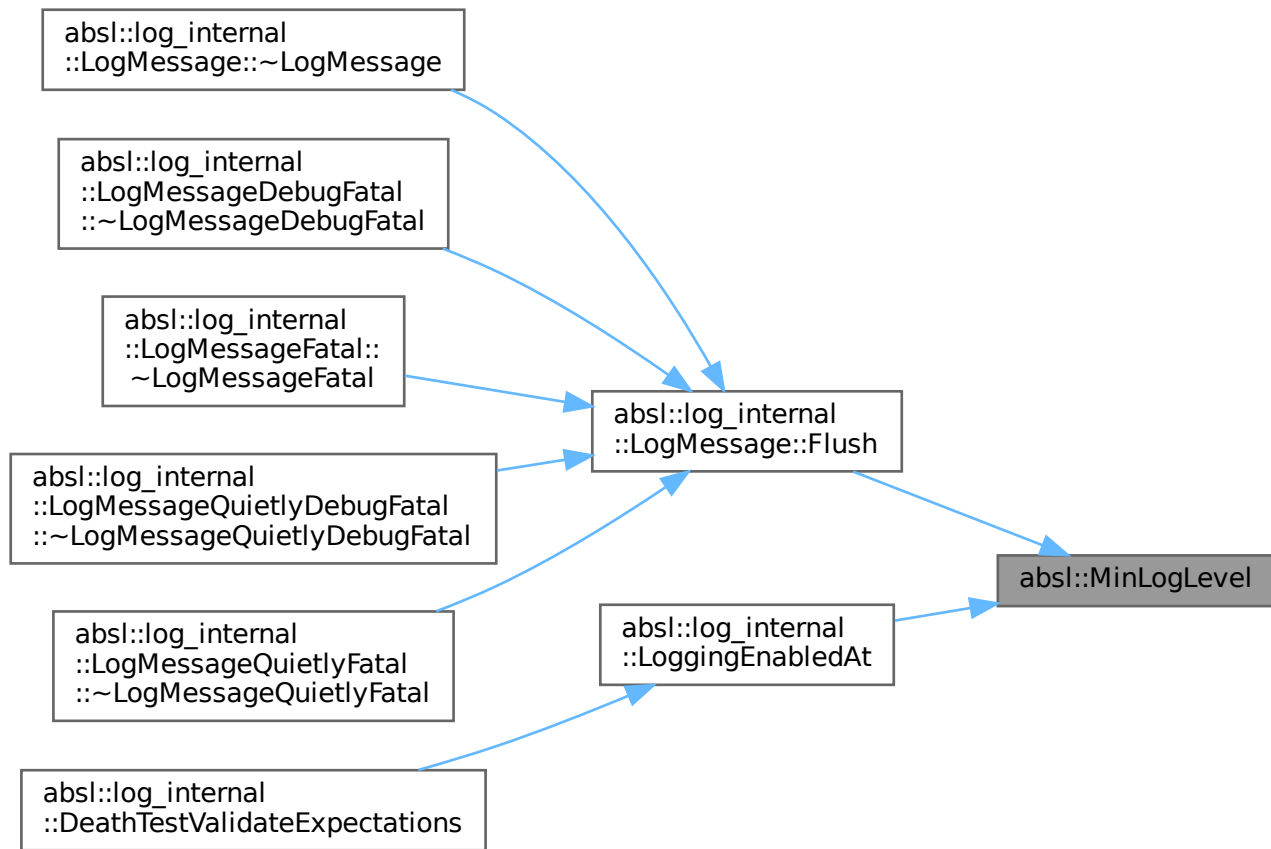 absl::log_internal
::LogMessage::~LogMessage
absl::log_internal
::LogMessageDebugFatal
::~LogMessageDebugFatal
absl::log_internal
::LogMessageFatal::
~LogMessageFatal
absl::log_internal
::LogMessage::Flush
absl::log_internal
::LogMessageQuietlyDebugFatal
::~LogMessageQuietlyDebugFatal
absl::MinLogLevel
absl::log_internal
::LogMessageQuietlyFatal
::~LogMessageQuietlyFatal
absl::log_internal
::LoggingEnabledAt
absl::log_internal
::DeathTestValidateExpectations